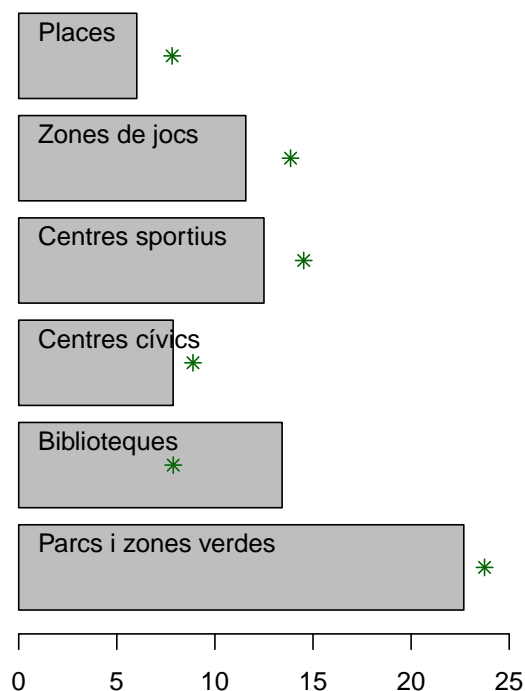 Places
Zones de jocs
Centres sportius
Centres cívics
Biblioteques
Parcs i zones verdes
0 5 10 15 20 25